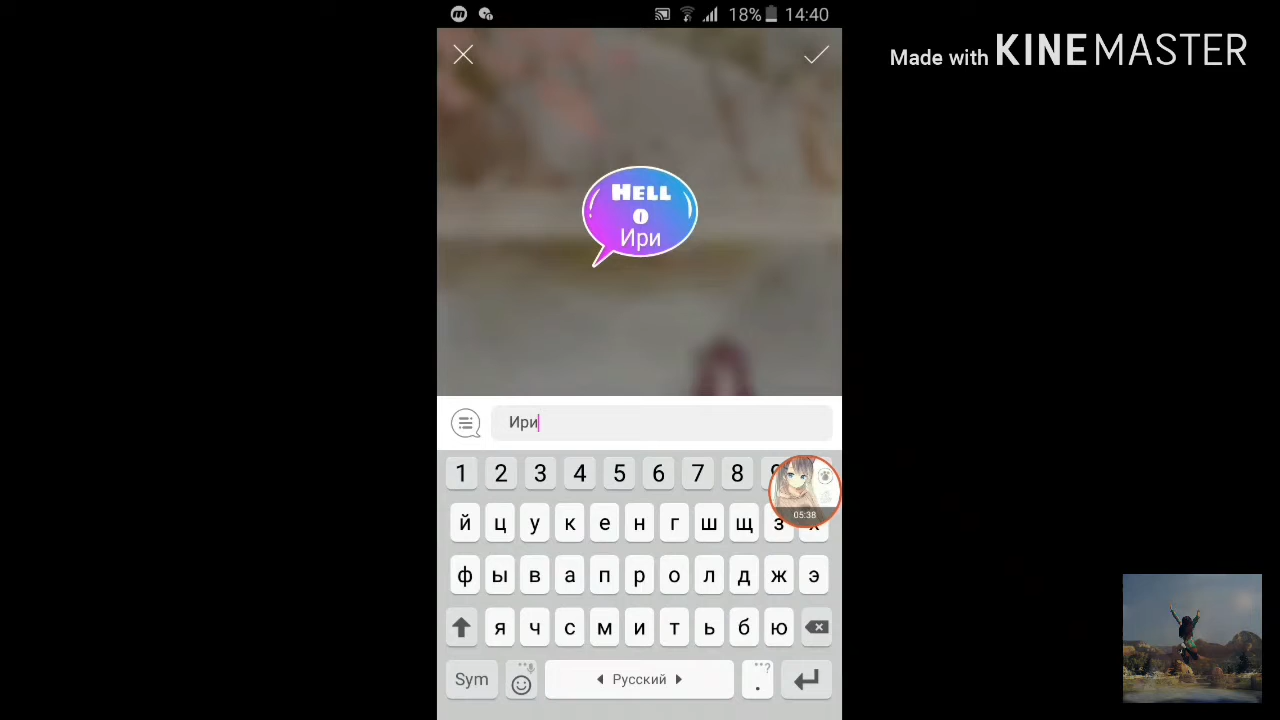 18% 14:40
Made with KINEMASTER
HELL
O
Ири
Ири
1 2 3 4 5 6 7 8
05:38
й ц у к е н г ш щ з х
ф ы в а п р о л д ж э
я ч с м и т ь б ю
Sym Русский . ?